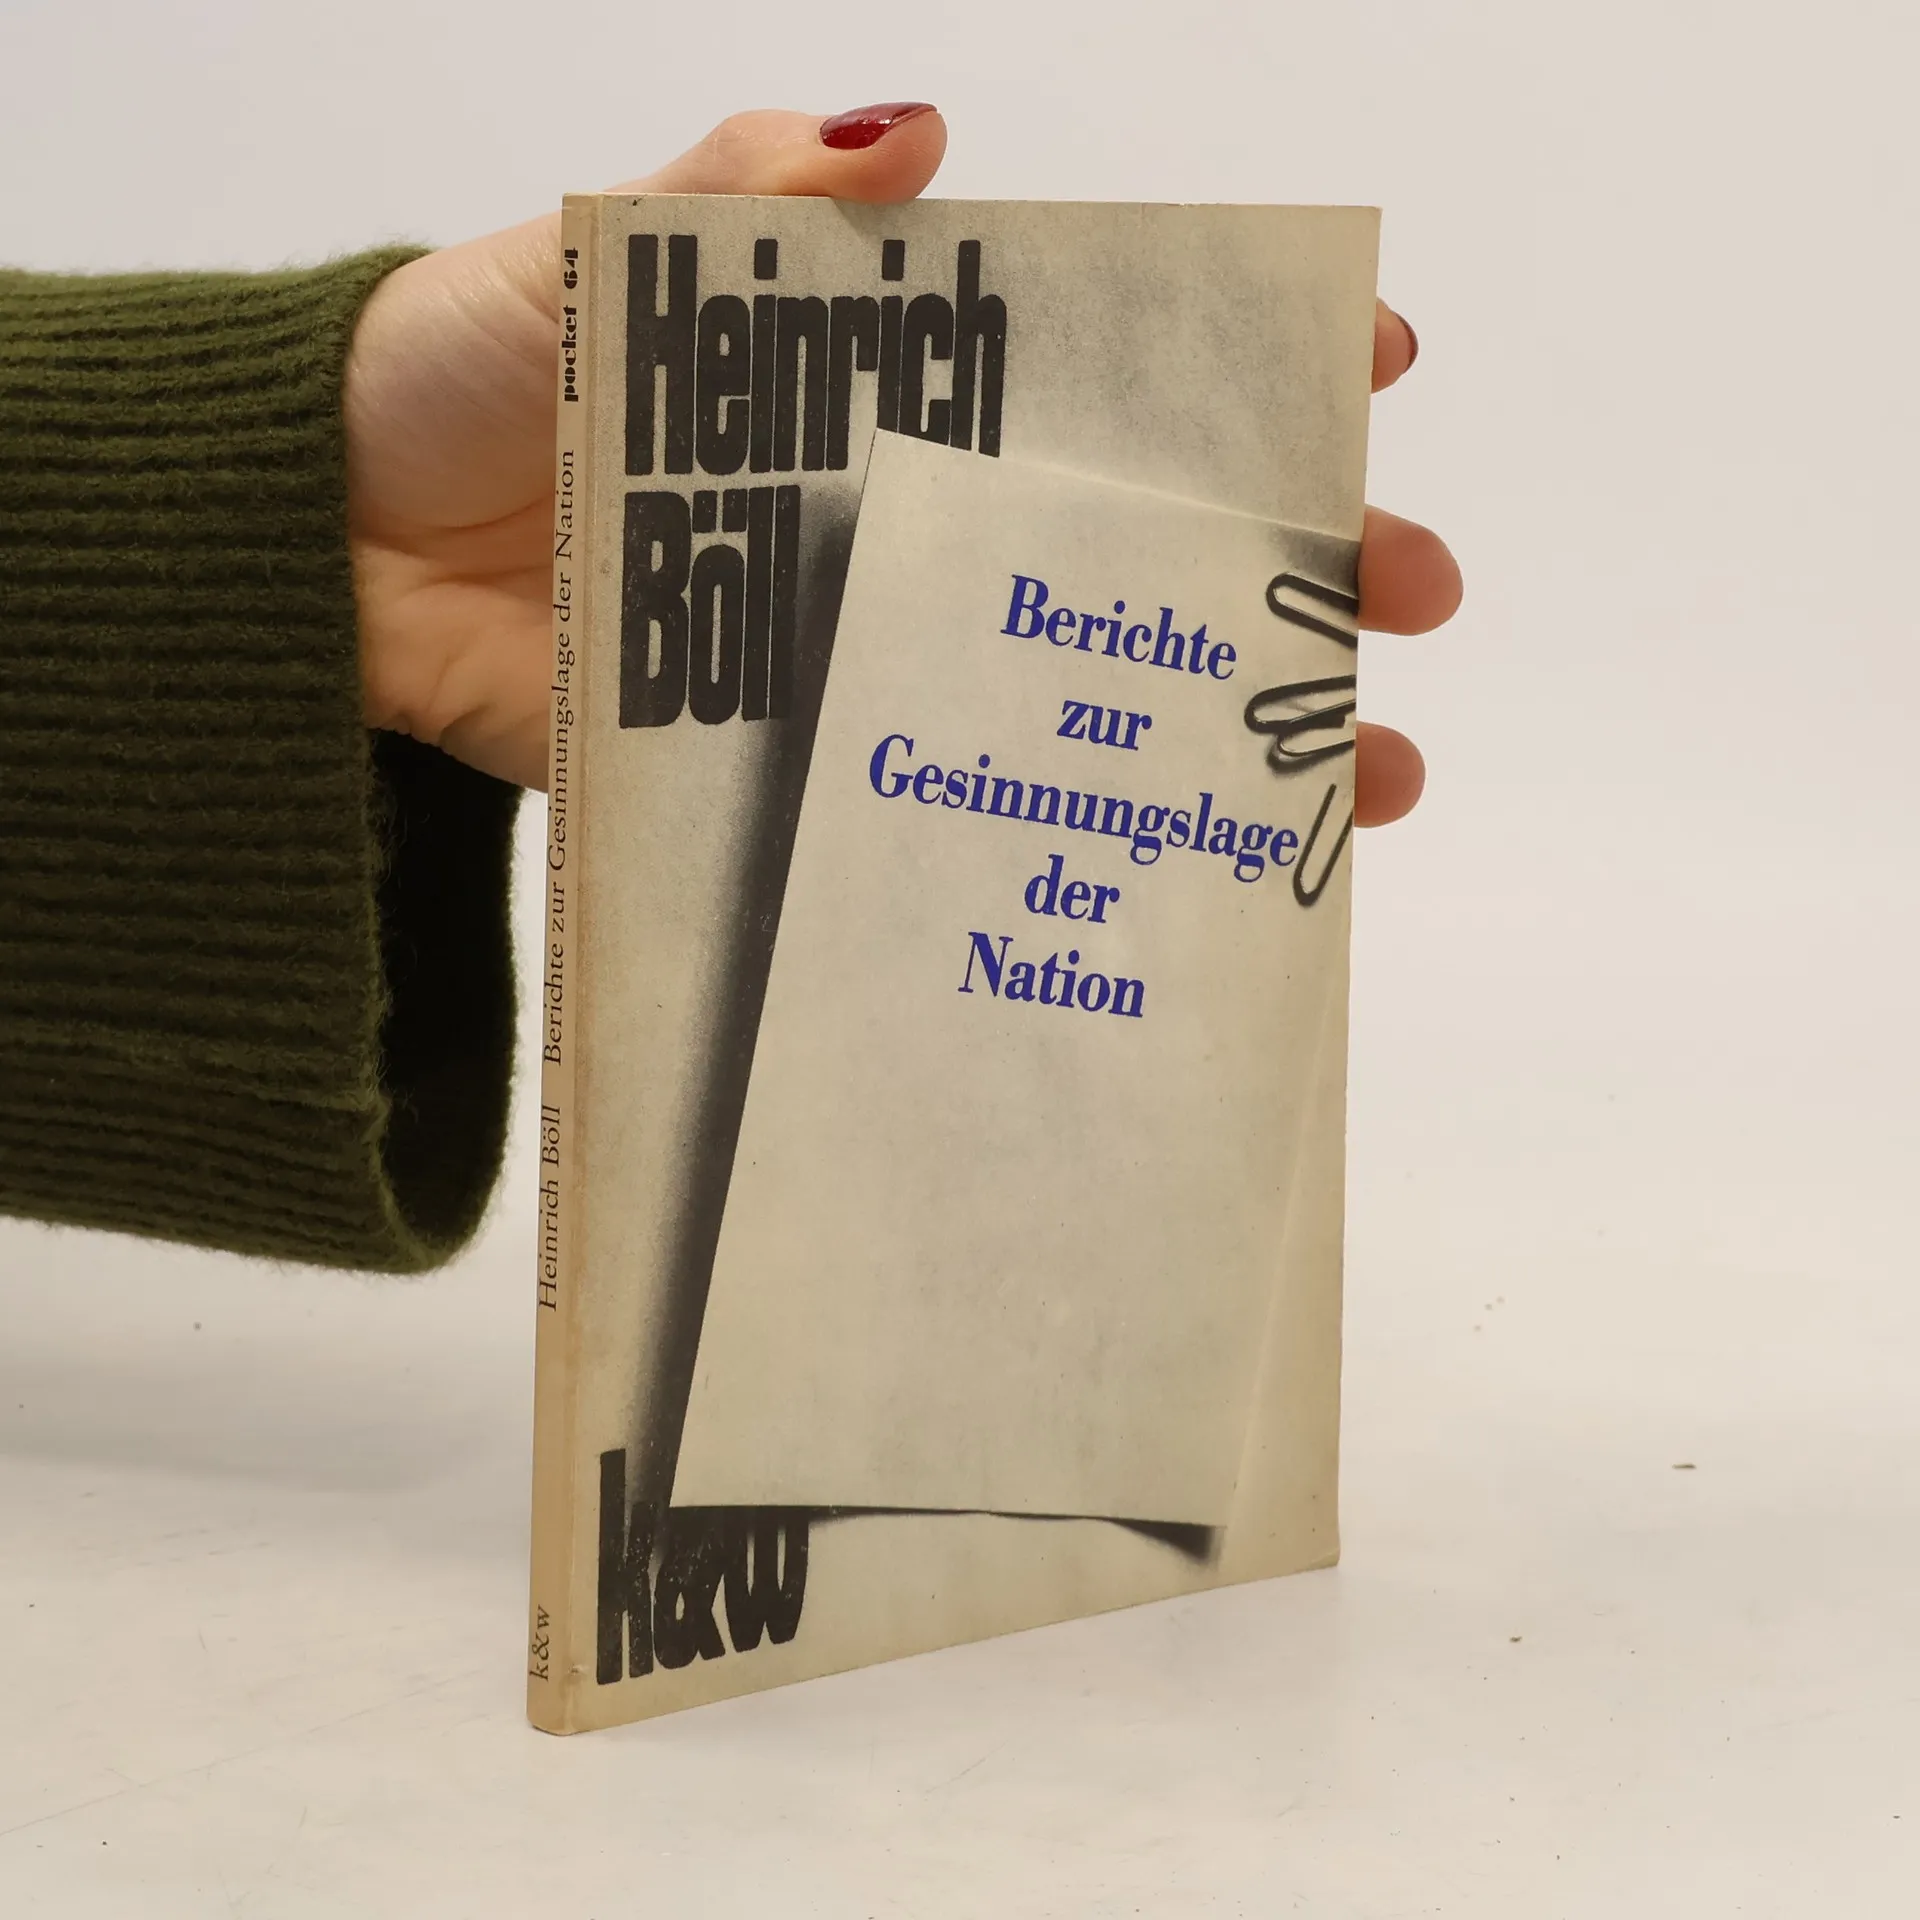 Heinrich
Böll
Berichte
zur
Gesinnungslage
der
Nation
k&w
Heinrich Böll Berichte zur Gesinnungslage der Nation pocket 64
k&w